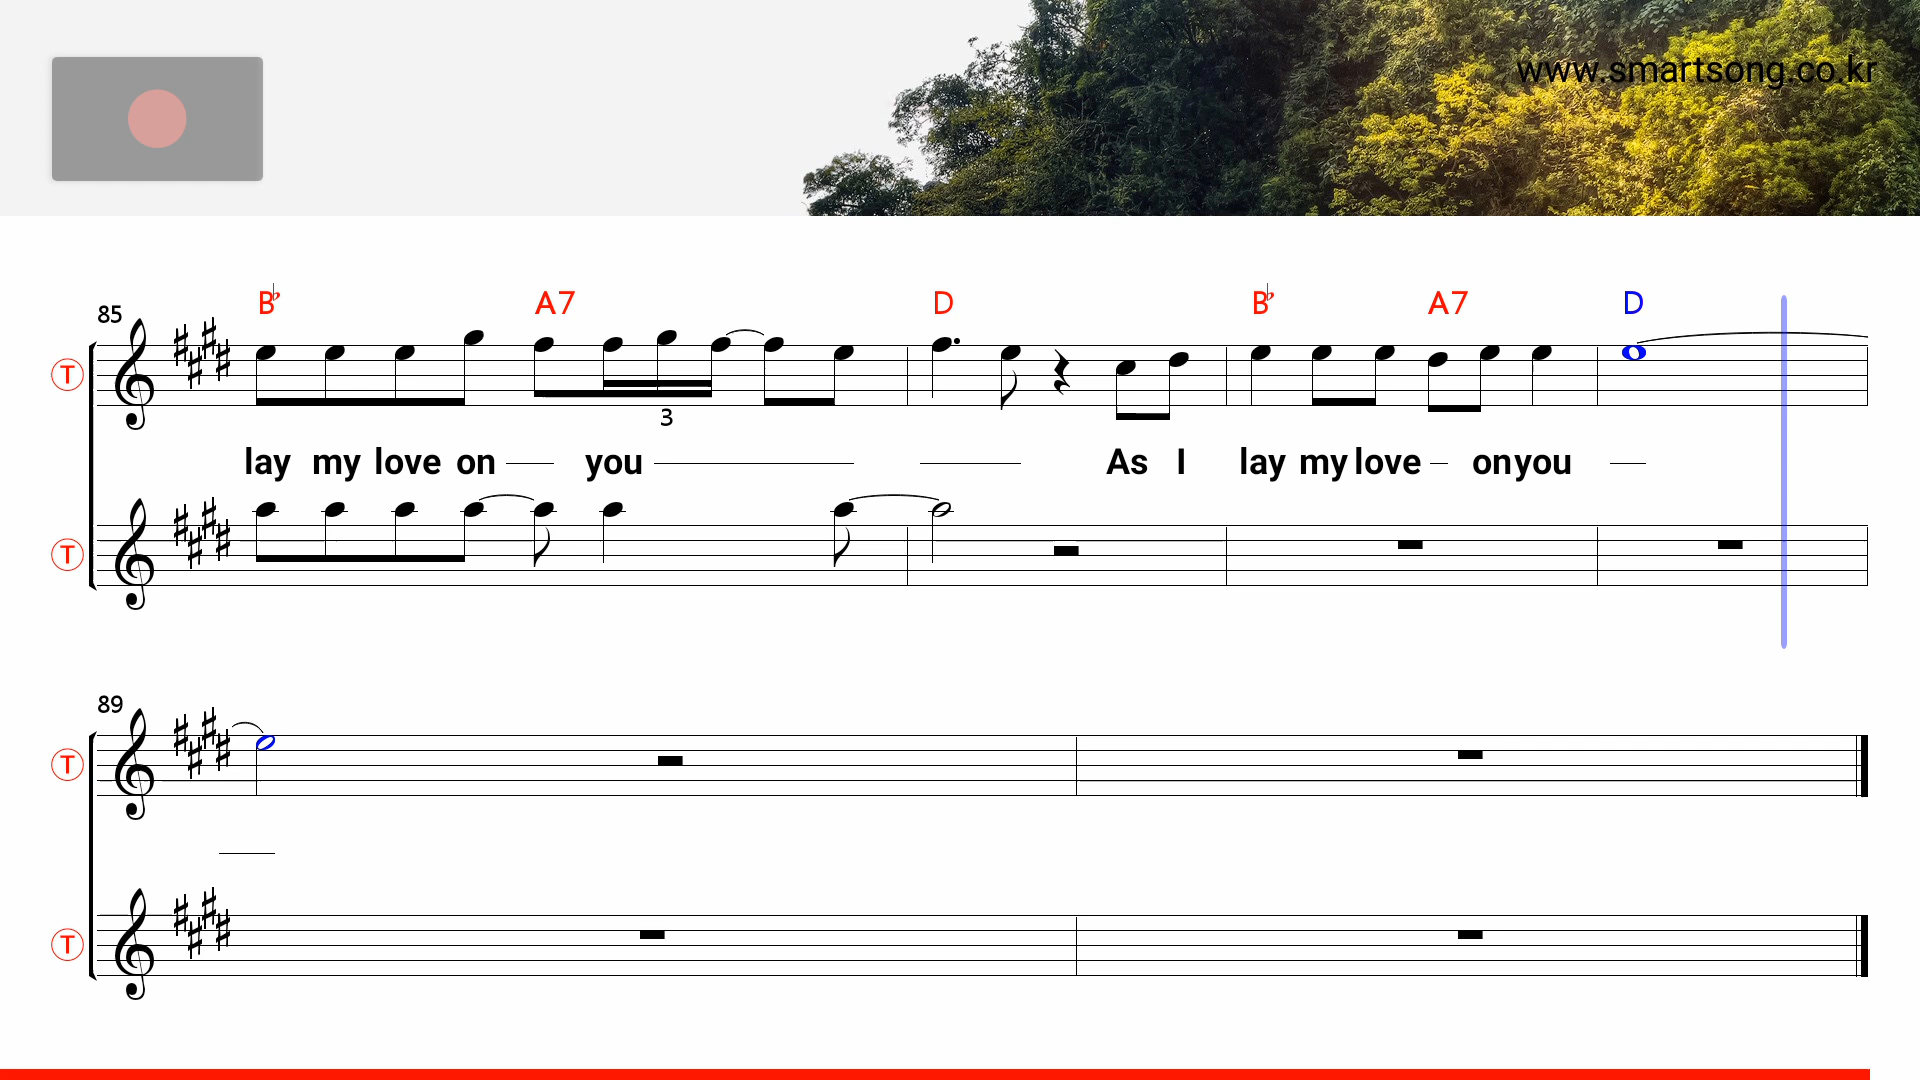 www.smartsong.co.kr
B♭ A7 D B♭ A7 D
85
T
3
lay my love on you As I lay my love on you
T
89
T
T